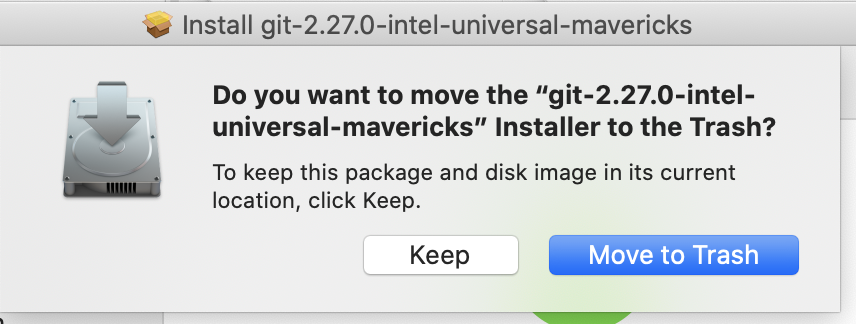 Install git-2.27.0-intel-universal-mavericks
Do you want to move the “git-2.27.0-intel-
universal-mavericks” Installer to the Trash?
To keep this package and disk image in its current
location, click Keep.
Keep
Move to Trash